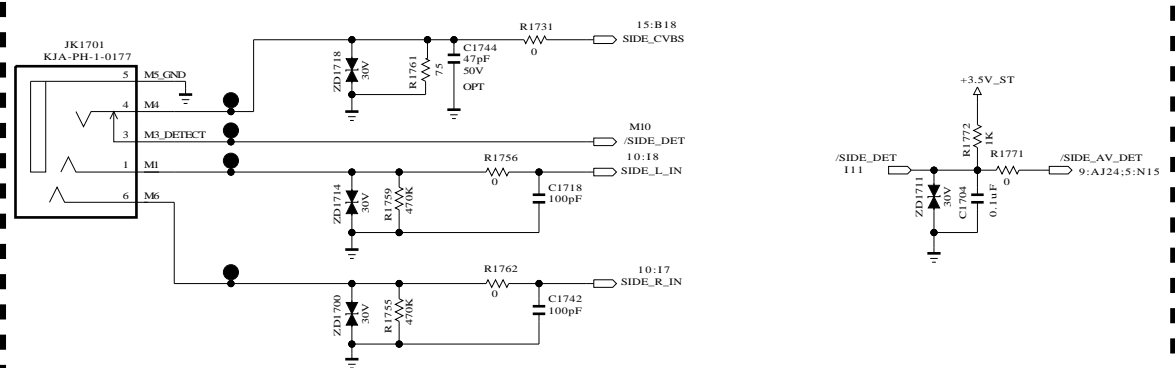 JK1701
KJA-PH-1-0177
5 M5_GND
4 M4
3 M3_DETECT
1 M1
6 M6
ZD1718
30V
R1761
75
C1744
47pF
50V
OPT
R1731
0
15:B18
SIDE_CVBS
M10
/SIDE_DET
ZD1714
30V
R1759
470K
R1756
0
C1718
100pF
10:I8
SIDE_L_IN
ZD1700
30V
R1755
470K
R1762
0
C1742
100pF
10:I7
SIDE_R_IN
+3.5V_ST
R1772
1K
/SIDE_DET
I11
ZD1711
30V
C1704
0.1uF
R1771
0
/SIDE_AV_DET
9:AJ24;5:N15